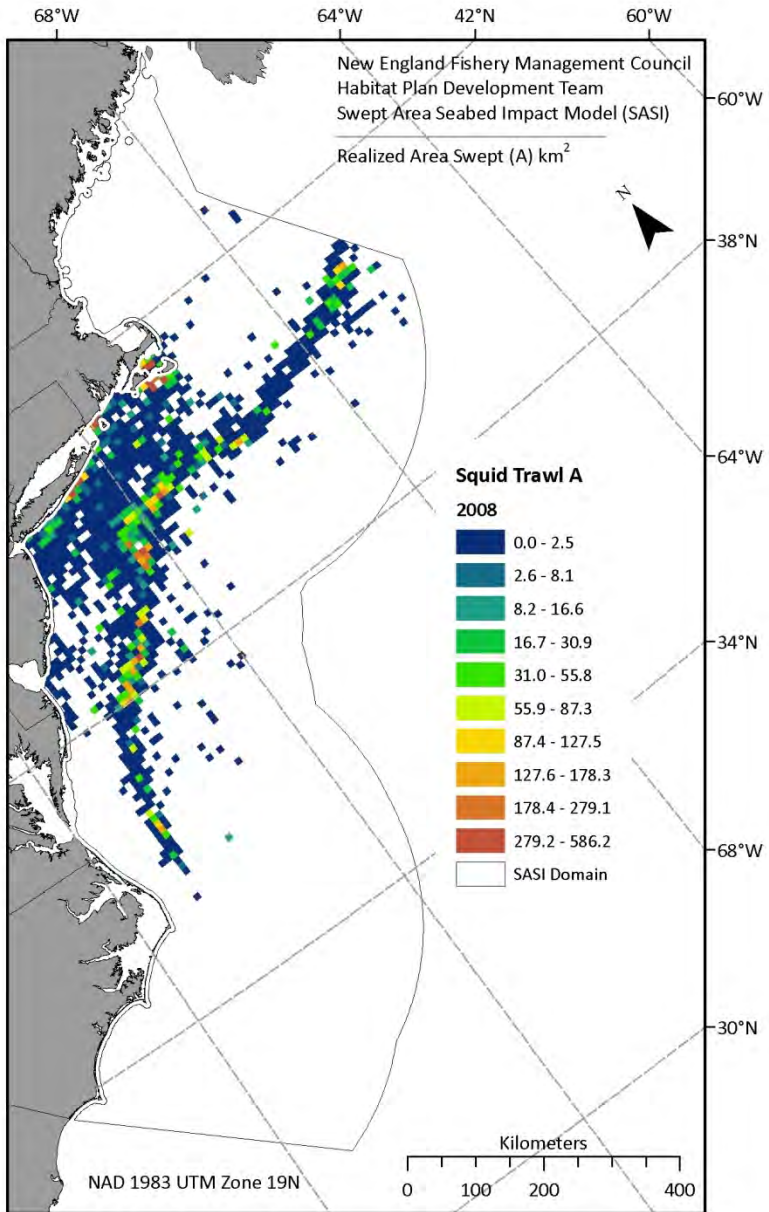 68°W 64°W 42°N 60°W
New England Fishery Management Council
Habitat Plan Development Team
Swept Area Seabed Impact Model (SASI)
Realized Area Swept (A) km²
60°W
N
38°N
64°W
Squid Trawl A
2008
0.0 - 2.5
2.6 - 8.1
8.2 - 16.6
16.7 - 30.9
31.0 - 55.8
55.9 - 87.3
87.4 - 127.5
127.6 - 178.3
178.4 - 279.1
279.2 - 586.2
SASI Domain
34°N
68°W
30°N
Kilometers
0 100 200 400
NAD 1983 UTM Zone 19N